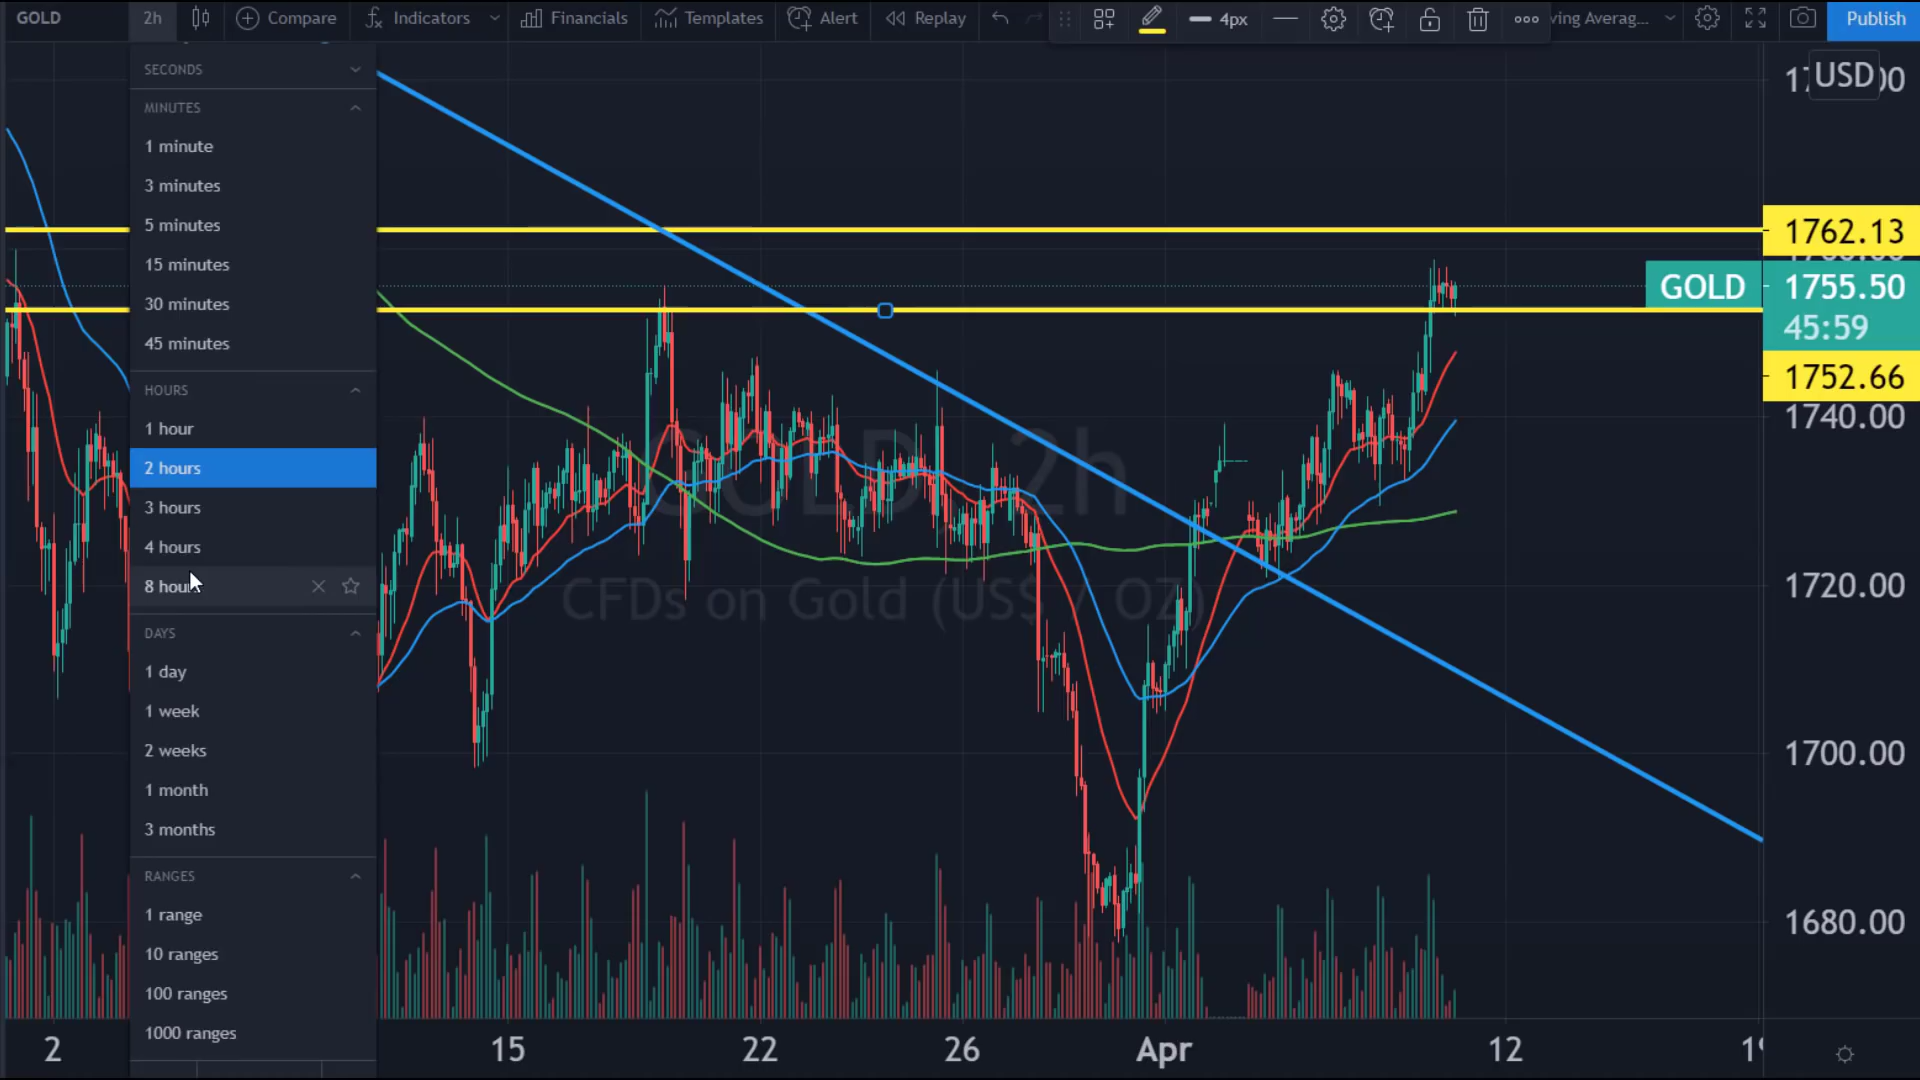 GOLD 2h Compare Indicators Financials Templates Alert Replay 4px ving Averag... Publish
SECONDS
MINUTES
1 minute
3 minutes
5 minutes
15 minutes
30 minutes
45 minutes
HOURS
1 hour
2 hours
3 hours
4 hours
DAYS
1 day
1 week
2 weeks
1 month
3 months
RANGES
1 range
10 ranges
100 ranges
1000 ranges
GOLD, 2h
CFDs on Gold (US$ / OZ)
USD
1762.13
GOLD 1755.50
45:59
1752.66
1740.00
1720.00
1700.00
1680.00
2 15 22 26 Apr 12